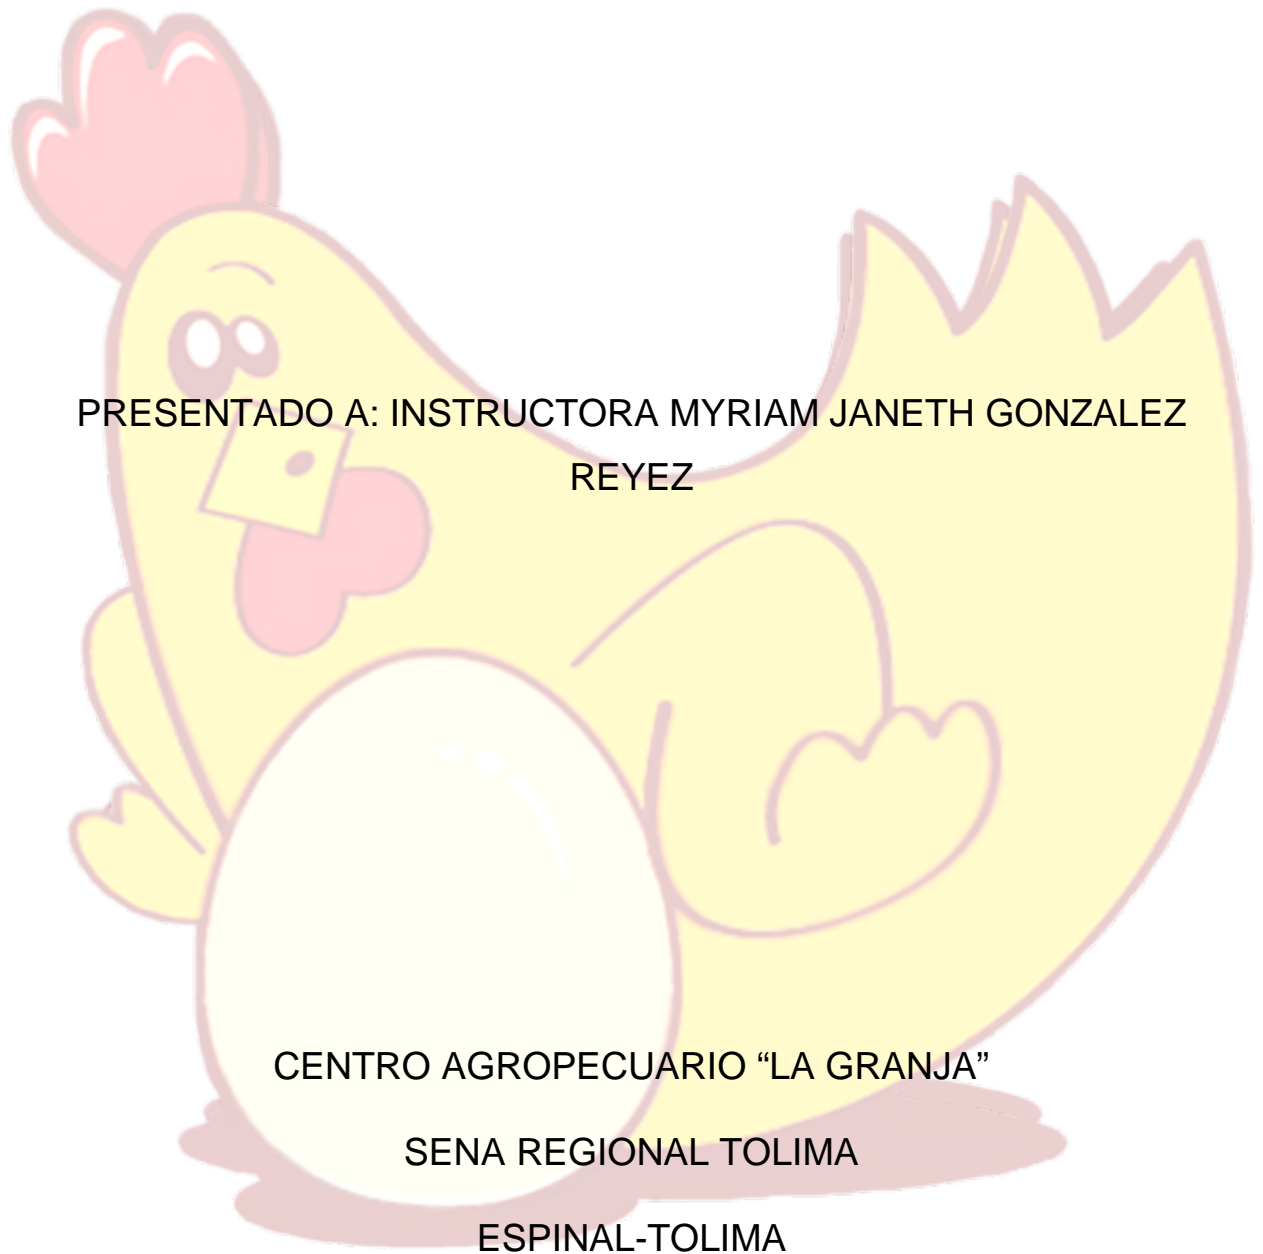 PRESENTADO A: INSTRUCTORA MYRIAM JANETH GONZALEZ
REYEZ
CENTRO AGROPECUARIO “LA GRANJA”
SENA REGIONAL TOLIMA
ESPINAL-TOLIMA